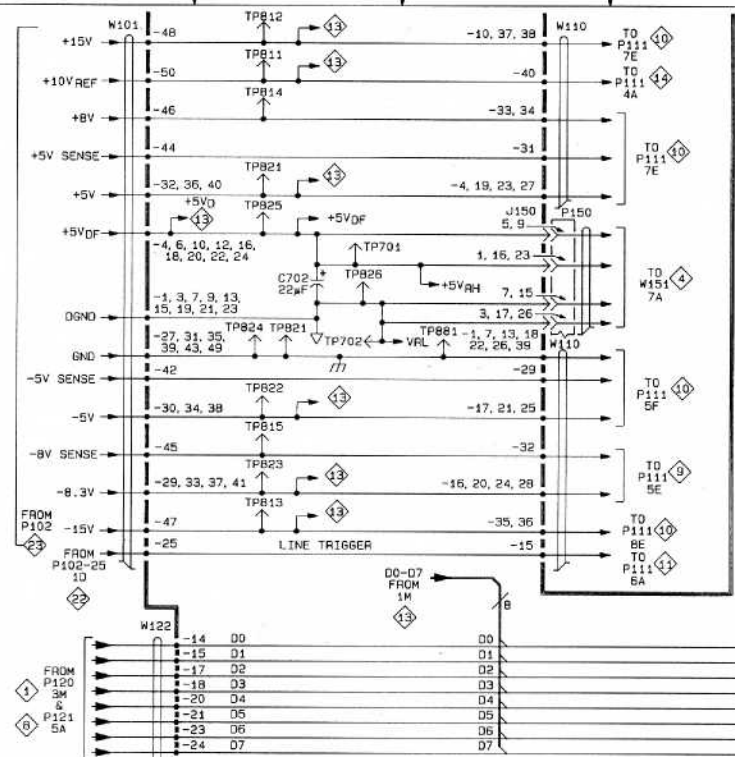 W101 TP812 13 W110
+15V -48 -10, 37, 38 TO P111 7E 10
TP811 13
+10V REF -50 -40 TO P111 4A 14
TP814
+8V -46 -33, 34
+5V SENSE -44 -31 TO P111 7E 10
TP821 13
+5V -32, 36, 40 -4, 19, 23, 27
+5VD TP825 J150 P150
13 +5VDF 5, 9
+5VDF -4, 6, 10, 12, 16,
18, 20, 22, 24
TP701 1, 16, 23
C702 TP826 TO W151 7A 4
22µF +5VRH
-1, 3, 7, 9, 13, 7, 15
DGND 15, 19, 21, 23 3, 17, 26
-27, 31, 35, TP824 TP821 TP702 VRL TP881 -1, 7, 13, 18
GND 39, 43, 49 22, 26, 39 W110
-5V SENSE -42 -29
TP822 13 TO P111 5F 10
-5V -30, 34, 38 -17, 21, 25
TP815
-8V SENSE -45 -32
TP823 13 TO P111 5E 9
-8.3V -29, 33, 37, 41 -16, 20, 24, 28
TP813 13
FROM P102 23
-15V -47 -35, 36 TO P111 8E 10
FROM P102-25 1D 22
-25 LINE TRIGGER -15 TO P111 6A 11
D0-D7
FROM
1M
13
8
W122
-14 D0 D0
-15 D1 D1
-17 D2 D2
-18 D3 D3
-20 D4 D4
-21 D5 D5
-23 D6 D6
-24 D7 D7
1 FROM
P120
3M
&
8 P121
5A